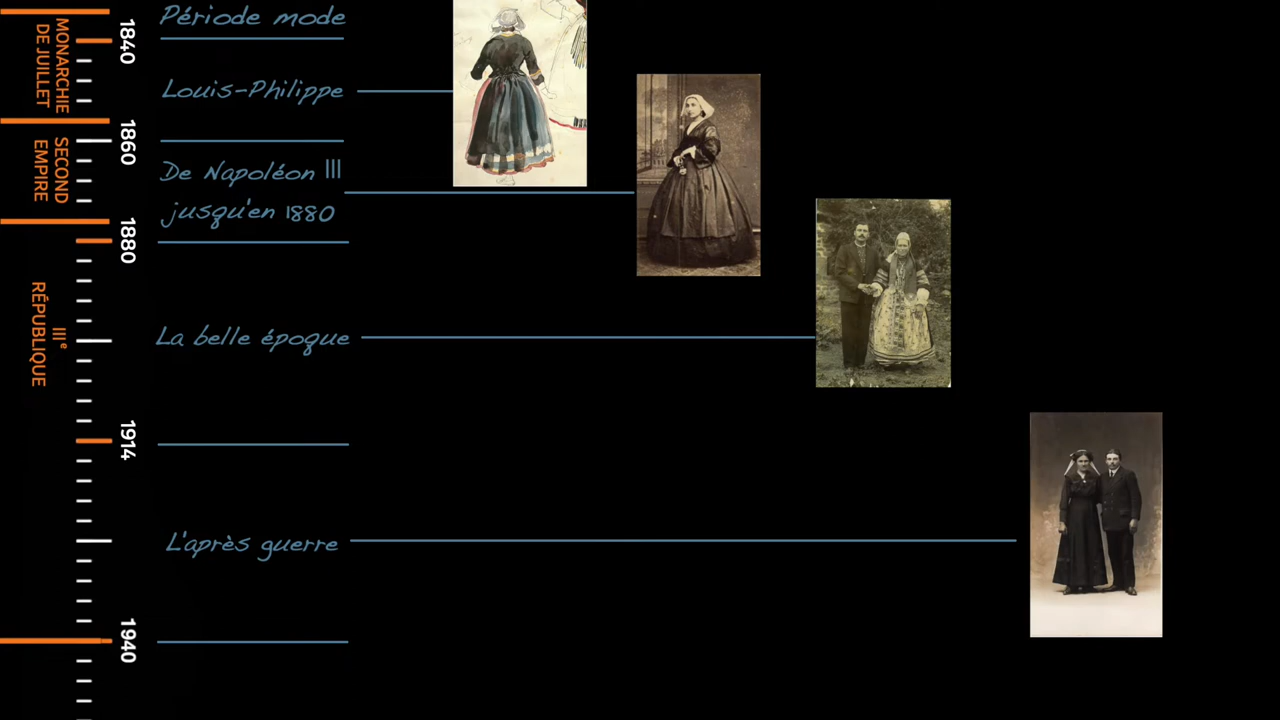 MONARCHIE
DE JUILLET
SECOND
EMPIRE
IIIe
RÉPUBLIQUE
1840
1860
1880
1914
1940
Période mode
Louis-Philippe
De Napoléon III
jusqu'en 1880
La belle époque
L'après guerre